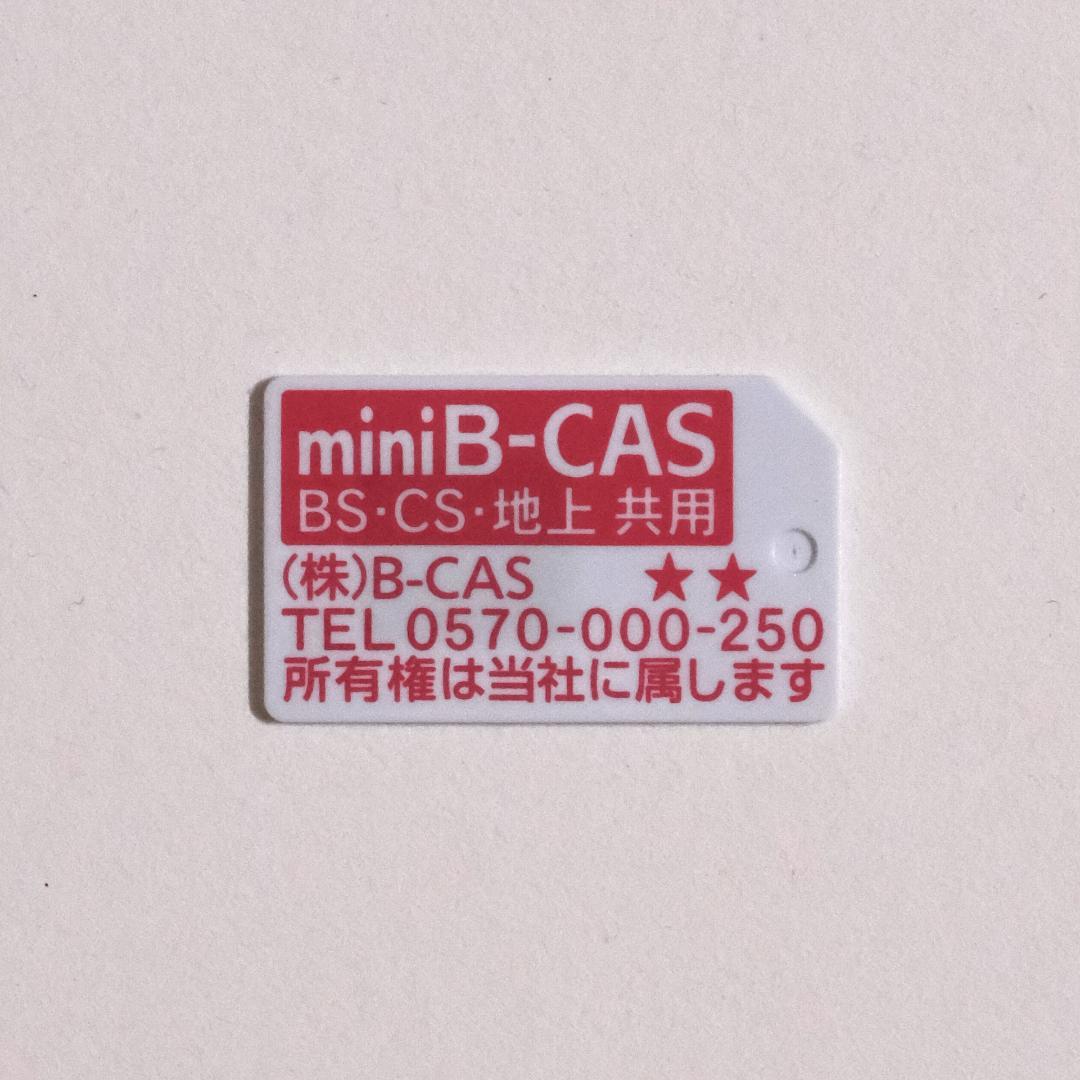 miniB-CAS
BS·CS·地上 共用
(株)B-CAS ★★
TEL 0570-000-250
所有権は当社に属します